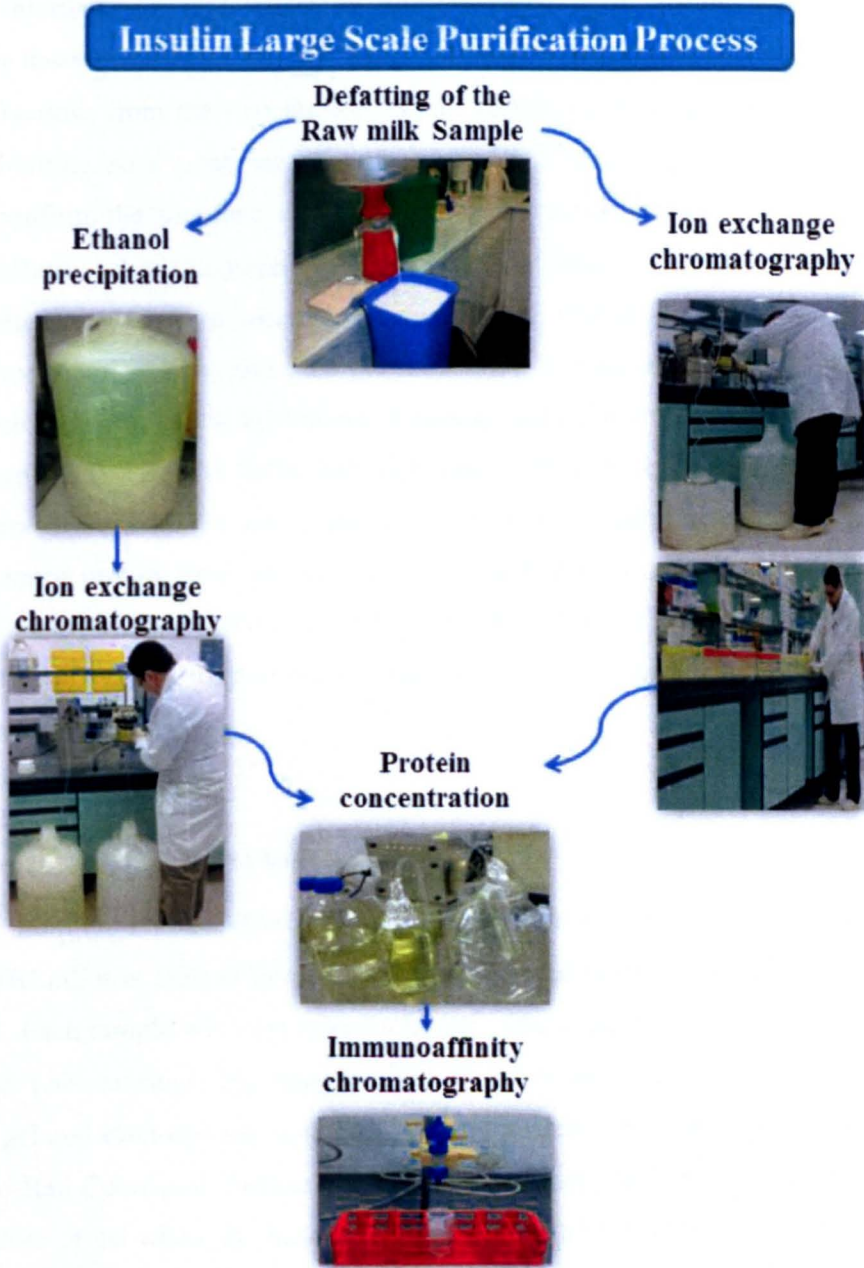 Insulin Large Scale Purification Process
Defatting of the
Raw milk Sample
Ethanol
precipitation
Ion exchange
chromatography
Ion exchange
chromatography
Protein
concentration
Immunoaffinity
chromatography